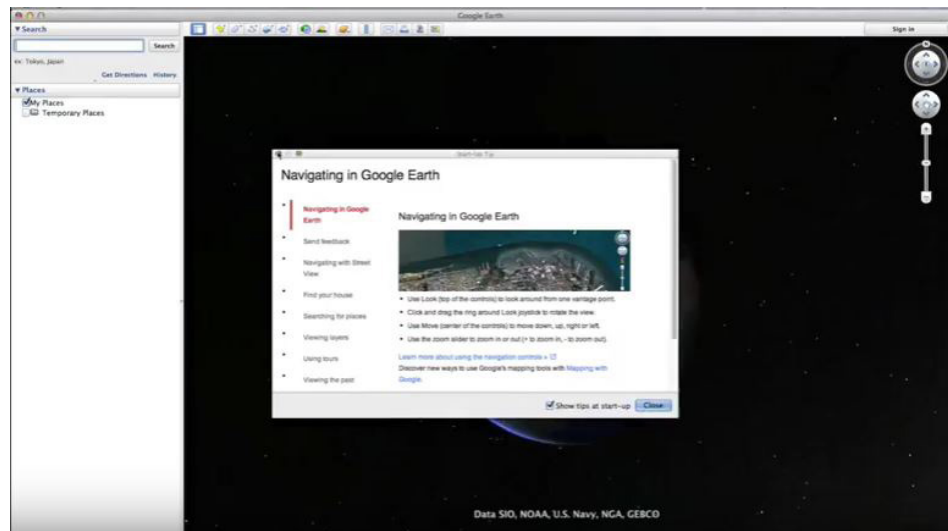 Google Earth
▼ Search
Search
ex: Tokyo, Japan
Get Directions History
▼ Places
My Places
Temporary Places
Sign in
N
Start-up Tip
Navigating in Google Earth
Navigating in Google
Earth
Send feedback
Navigating with Street
View
Find your house
Searching for places
Viewing layers
Using tours
Viewing the past
Navigating in Google Earth
• Use Look (top of the controls) to look around from one vantage point.
• Click and drag the ring around Look joystick to rotate the view.
• Use Move (center of the controls) to move down, up, right or left.
• Use the zoom slider to zoom in or out (+ to zoom in, - to zoom out).
Learn more about using the navigation controls »
Discover new ways to use Google's mapping tools with Mapping with
Google.
Show tips at start-up Close
Data SIO, NOAA, U.S. Navy, NGA, GEBCO